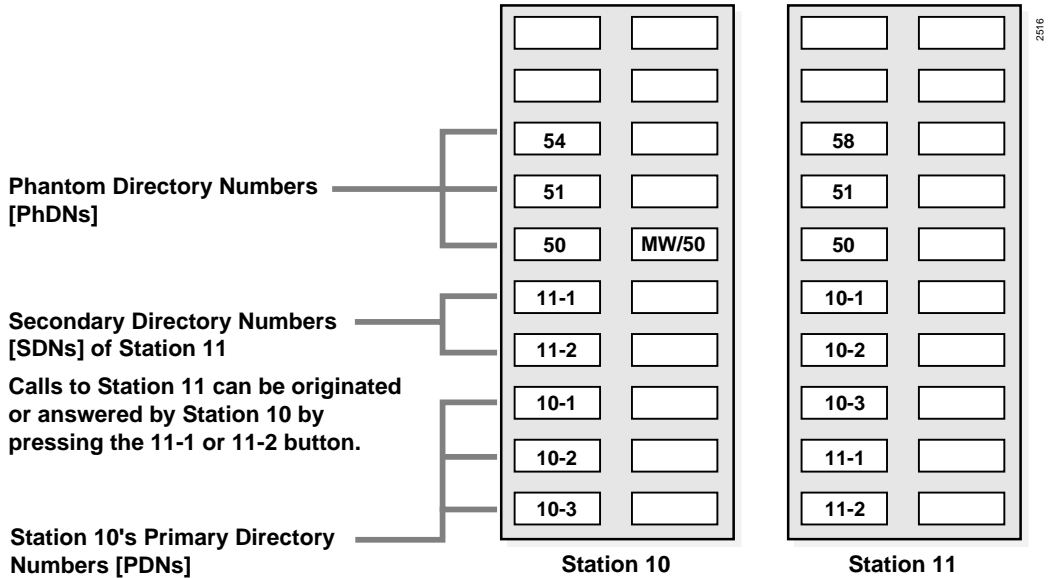 2516
54
58
Phantom Directory Numbers
[PhDNs]
51
51
50
MW/50
50
11-1
10-1
Secondary Directory Numbers
[SDNs] of Station 11
11-2
10-2
Calls to Station 11 can be originated
or answered by Station 10 by
pressing the 11-1 or 11-2 button.
10-1
10-3
10-2
11-1
10-3
11-2
Station 10's Primary Directory
Numbers [PDNs]
Station 10
Station 11